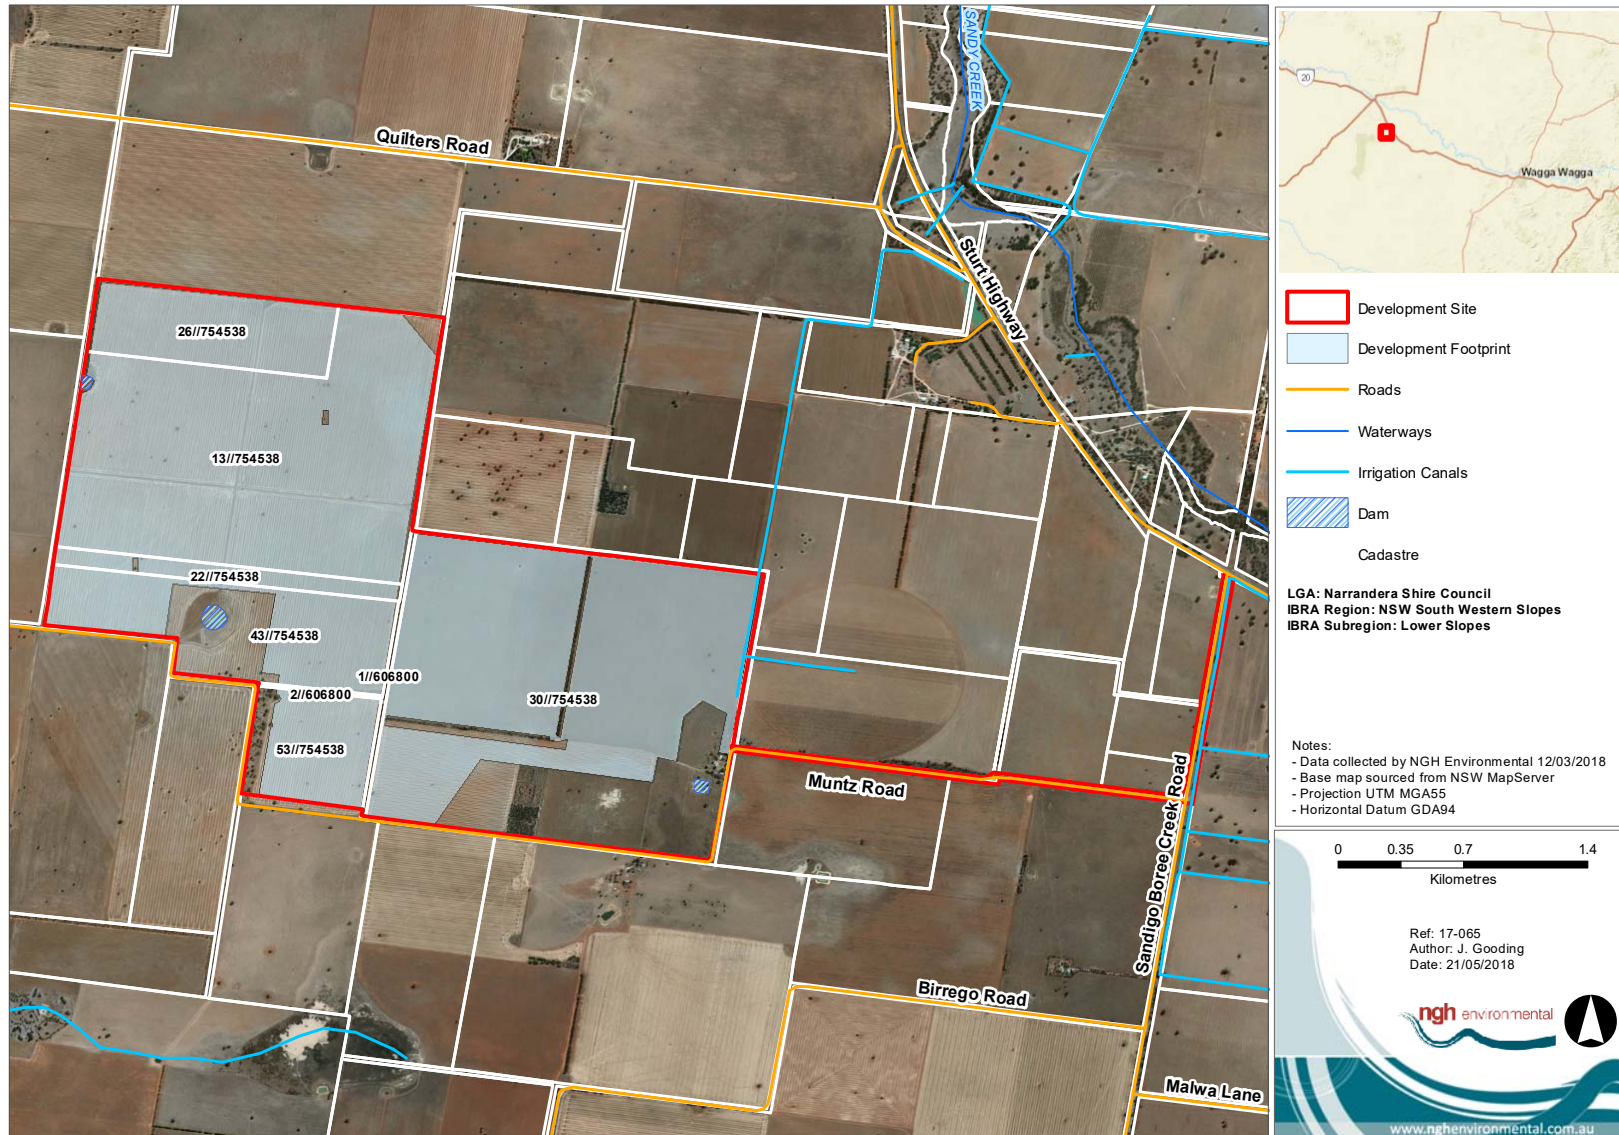 SANDY CREEK
Quilters Road
Sturt Highway
26//754538
13//754538
22//754538
43//754538
1//606800
2//606800
30//754538
53//754538
Muntz Road
Sandigo Boree Creek Road
Birrego Road
Malwa Lane
20
Wagga Wagga
Development Site
Development Footprint
Roads
Waterways
Irrigation Canals
Dam
Cadastre
LGA: Narrandera Shire Council
IBRA Region: NSW South Western Slopes
IBRA Subregion: Lower Slopes
Notes:
- Data collected by NGH Environmental 12/03/2018
- Base map sourced from NSW MapServer
- Projection UTM MGA55
- Horizontal Datum GDA94
0 0.35 0.7 1.4
Kilometres
Ref: 17-065
Author: J. Gooding
Date: 21/05/2018
ngh environmental
www.nghenvironmental.com.au